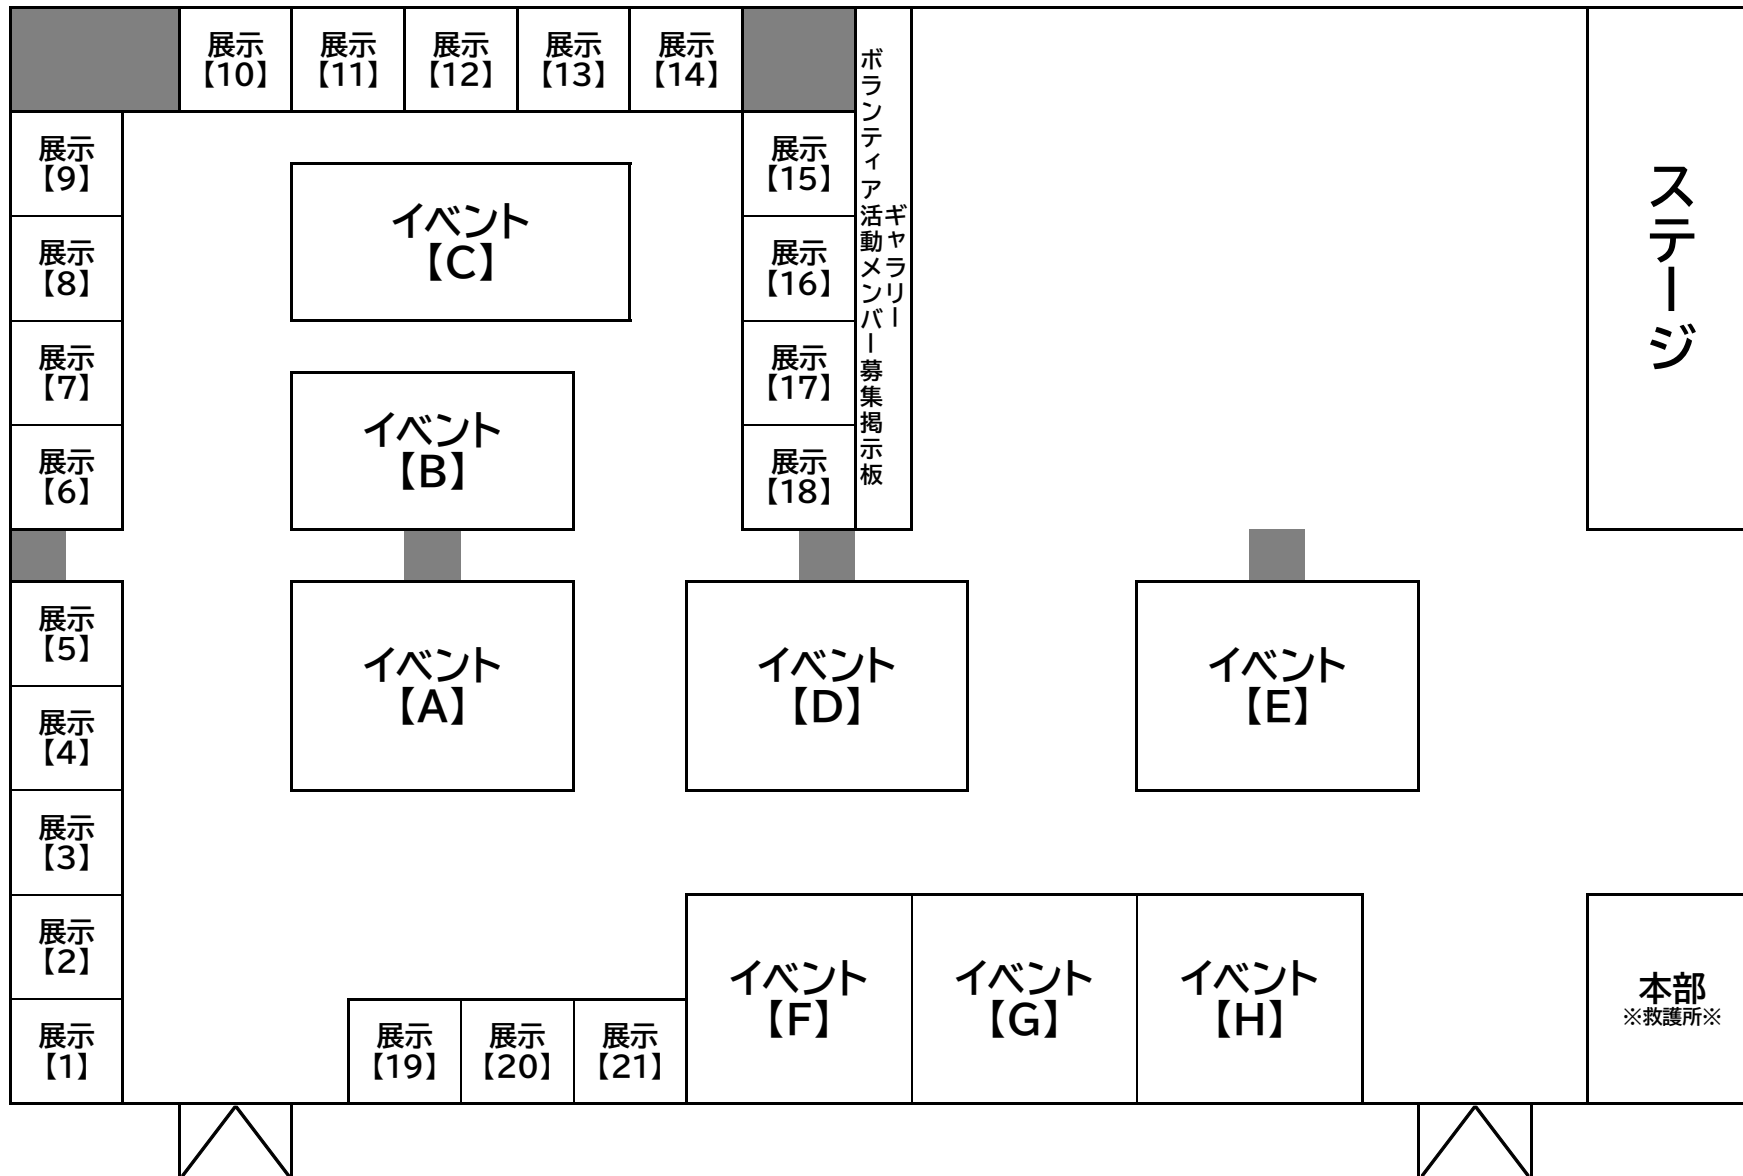 展示
【10】
展示
【11】
展示
【12】
展示
【13】
展示
【14】
ボランティア活動メンバー募集掲示板
ギャラリー
ステージ
展示
【9】
展示
【8】
展示
【7】
展示
【6】
イベント
【C】
イベント
【B】
展示
【15】
展示
【16】
展示
【17】
展示
【18】
展示
【5】
展示
【4】
展示
【3】
展示
【2】
展示
【1】
イベント
【A】
イベント
【D】
イベント
【E】
展示
【19】
展示
【20】
展示
【21】
イベント
【F】
イベント
【G】
イベント
【H】
本部
※救護所※